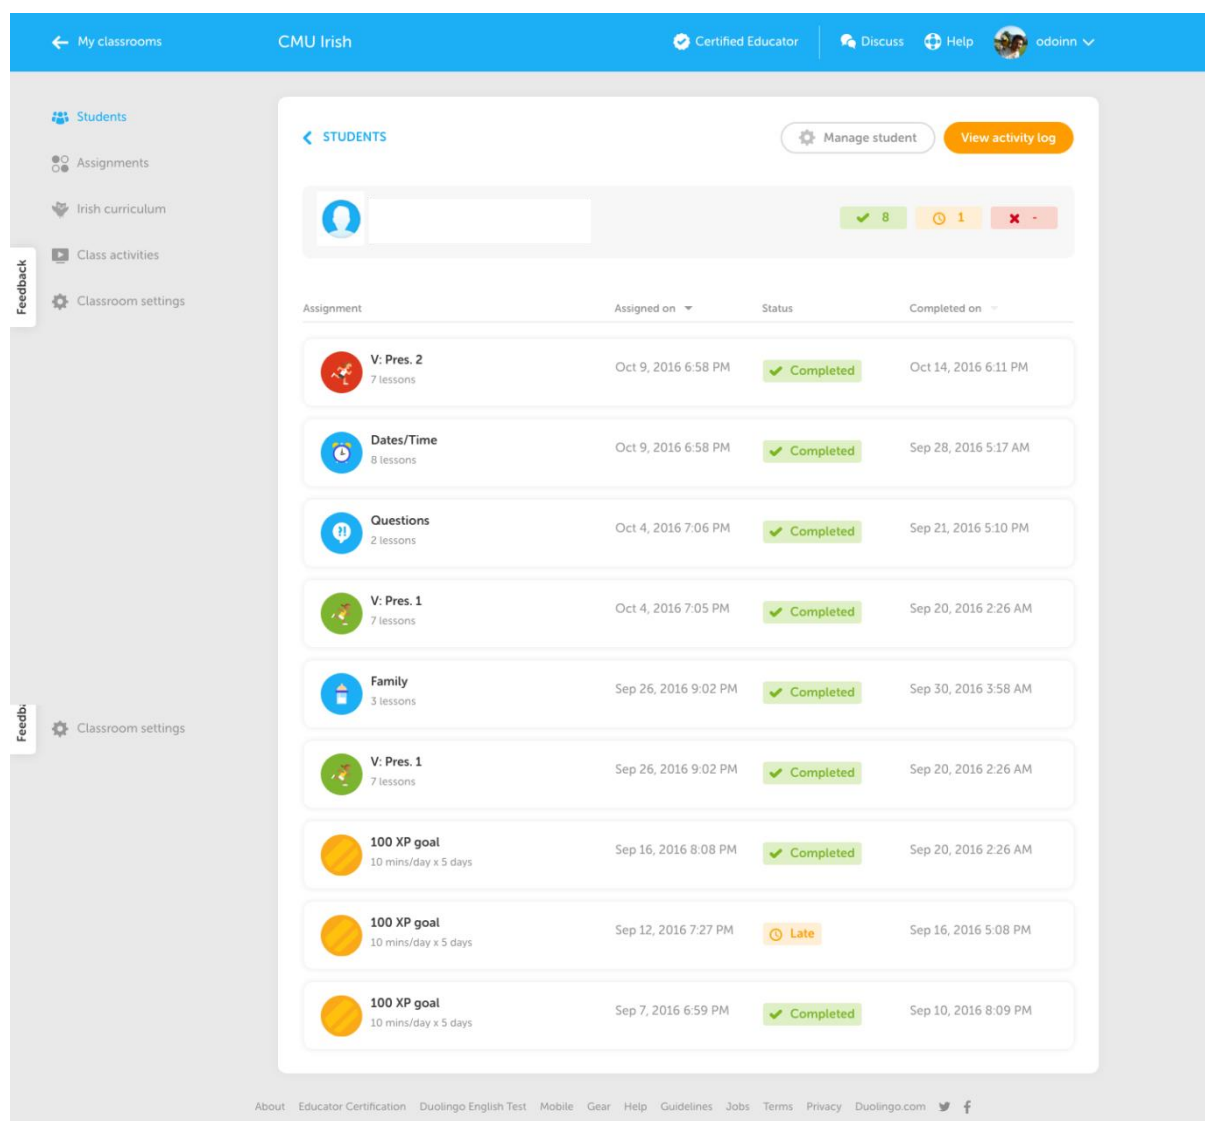 My classrooms
CMU Irish
Certified Educator
Discuss
Help
odoinn
Students
Assignments
Irish curriculum
Class activities
Classroom settings
Feedback
STUDENTS
Manage student
View activity log
8
1
-
Assignment Assigned on Status Completed on
V: Pres. 2
7 lessons
Oct 9, 2016 6:58 PM
Completed
Oct 14, 2016 6:11 PM
Dates/Time
8 lessons
Oct 9, 2016 6:58 PM
Completed
Sep 28, 2016 5:17 AM
?!
Questions
2 lessons
Oct 4, 2016 7:06 PM
Completed
Sep 21, 2016 5:10 PM
V: Pres. 1
7 lessons
Oct 4, 2016 7:05 PM
Completed
Sep 20, 2016 2:26 AM
Family
3 lessons
Sep 26, 2016 9:02 PM
Completed
Sep 30, 2016 3:58 AM
Feedb
Classroom settings
V: Pres. 1
7 lessons
Sep 26, 2016 9:02 PM
Completed
Sep 20, 2016 2:26 AM
100 XP goal
10 mins/day x 5 days
Sep 16, 2016 8:08 PM
Completed
Sep 20, 2016 2:26 AM
100 XP goal
10 mins/day x 5 days
Sep 12, 2016 7:27 PM
Late
Sep 16, 2016 5:08 PM
100 XP goal
10 mins/day x 5 days
Sep 7, 2016 6:59 PM
Completed
Sep 10, 2016 8:09 PM
About Educator Certification Duolingo English Test Mobile Gear Help Guidelines Jobs Terms Privacy Duolingo.com